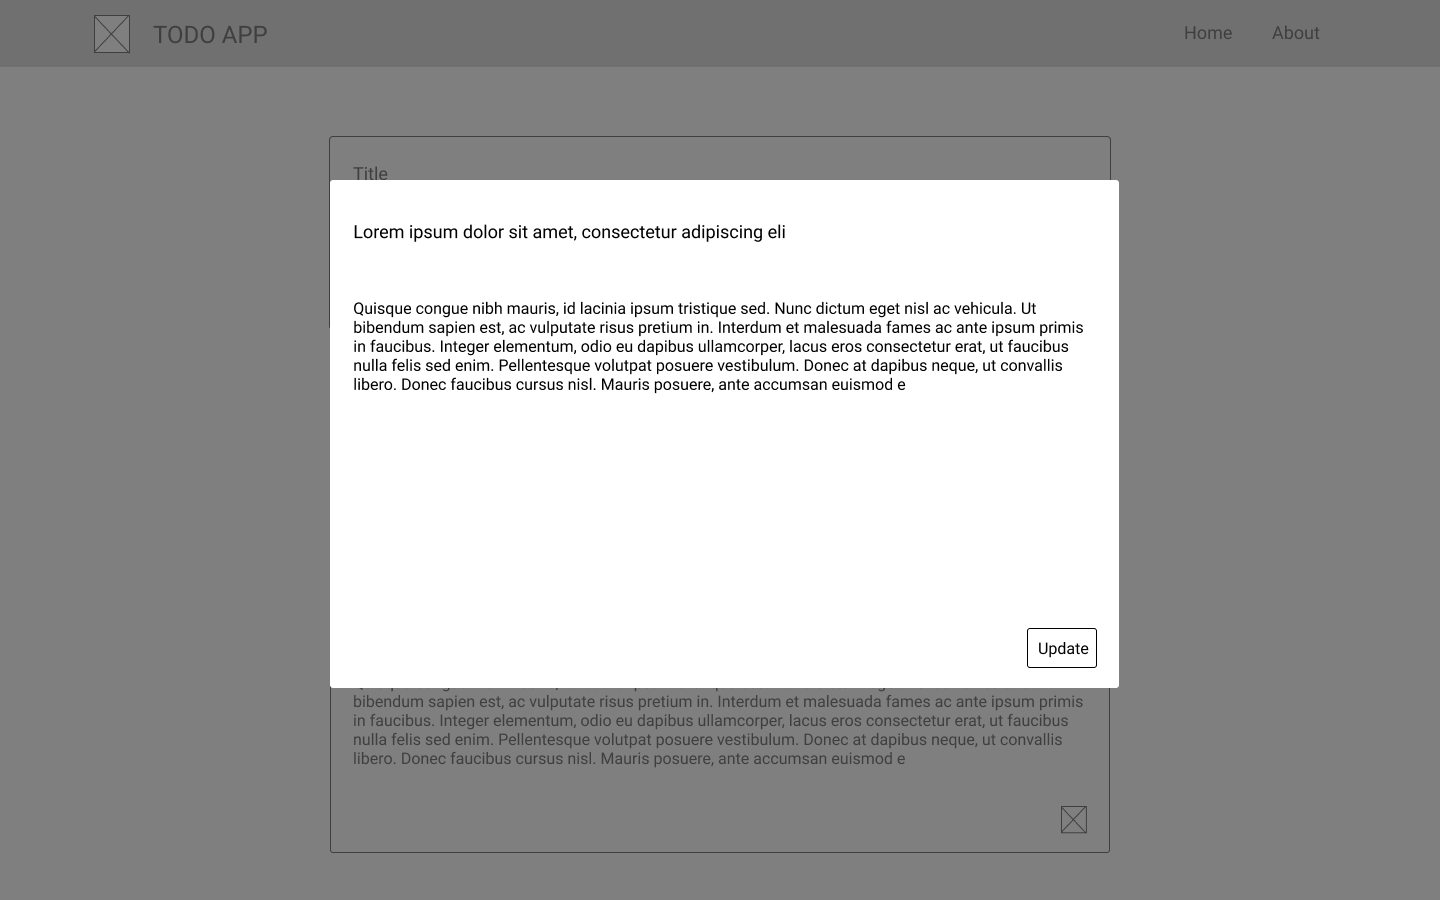 TODO APP
Home
About
Title
Lorem ipsum dolor sit amet, consectetur adipiscing eli
Quisque congue nibh mauris, id lacinia ipsum tristique sed. Nunc dictum eget nisl ac vehicula. Ut
bibendum sapien est, ac vulputate risus pretium in. Interdum et malesuada fames ac ante ipsum primis
in faucibus. Integer elementum, odio eu dapibus ullamcorper, lacus eros consectetur erat, ut faucibus
nulla felis sed enim. Pellentesque volutpat posuere vestibulum. Donec at dapibus neque, ut convallis
libero. Donec faucibus cursus nisl. Mauris posuere, ante accumsan euismod e
Update
bibendum sapien est, ac vulputate risus pretium in. Interdum et malesuada fames ac ante ipsum primis
in faucibus. Integer elementum, odio eu dapibus ullamcorper, lacus eros consectetur erat, ut faucibus
nulla felis sed enim. Pellentesque volutpat posuere vestibulum. Donec at dapibus neque, ut convallis
libero. Donec faucibus cursus nisl. Mauris posuere, ante accumsan euismod e